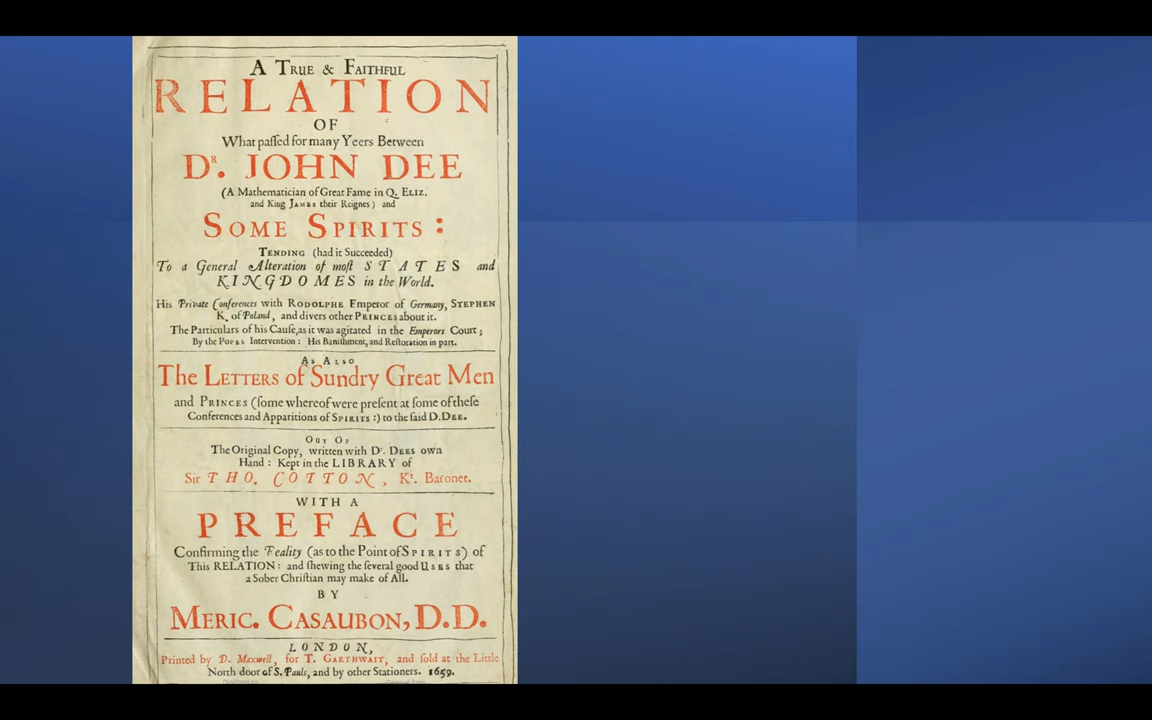 A TRUE & FAITHFUL
RELATION
OF
What paſſed for many Yeers Between
Dʀ. JOHN DEE
(A Mathematician of Great Fame in Q. ELIZ.
and King JAMES their Reignes) and
SOME SPIRITS:
TENDING (had it Succeeded)
To a General Alteration of moſt STATES and
KINGDOMES in the World.
His Private Conferences with RODOLPHE Emperor of Germany, STEPHEN
K. of Poland, and divers other PRINCES about it.
The Particulars of his Cauſe, as it was agitated in the Emperors Court;
By the POPES Intervention: His Baniſhment, and Reſtoration in part.
AS ALSO
The LETTERS of Sundry Great Men
and PRINCES (ſome whereof were preſent at ſome of theſe
Conferences and Apparitions of SPIRITS:) to the ſaid D. DEE.
OUT OF
The Original Copy, written with Dʳ. DEES own
Hand: Kept in the LIBRARY of
Sir THO. COTTON, Kᵗ. Baronet.
WITH A
PREFACE
Confirming the Reality (as to the Point of SPIRITS) of
This RELATION: and ſhewing the ſeveral good USES that
a Sober Chriſtian may make of All.
BY
MERIC. CASAUBON, D.D.
LONDON,
Printed by D. Maxwell, for T. GARTHWAIT, and ſold at the Little
North door of S. Pauls, and by other Stationers. 1659.